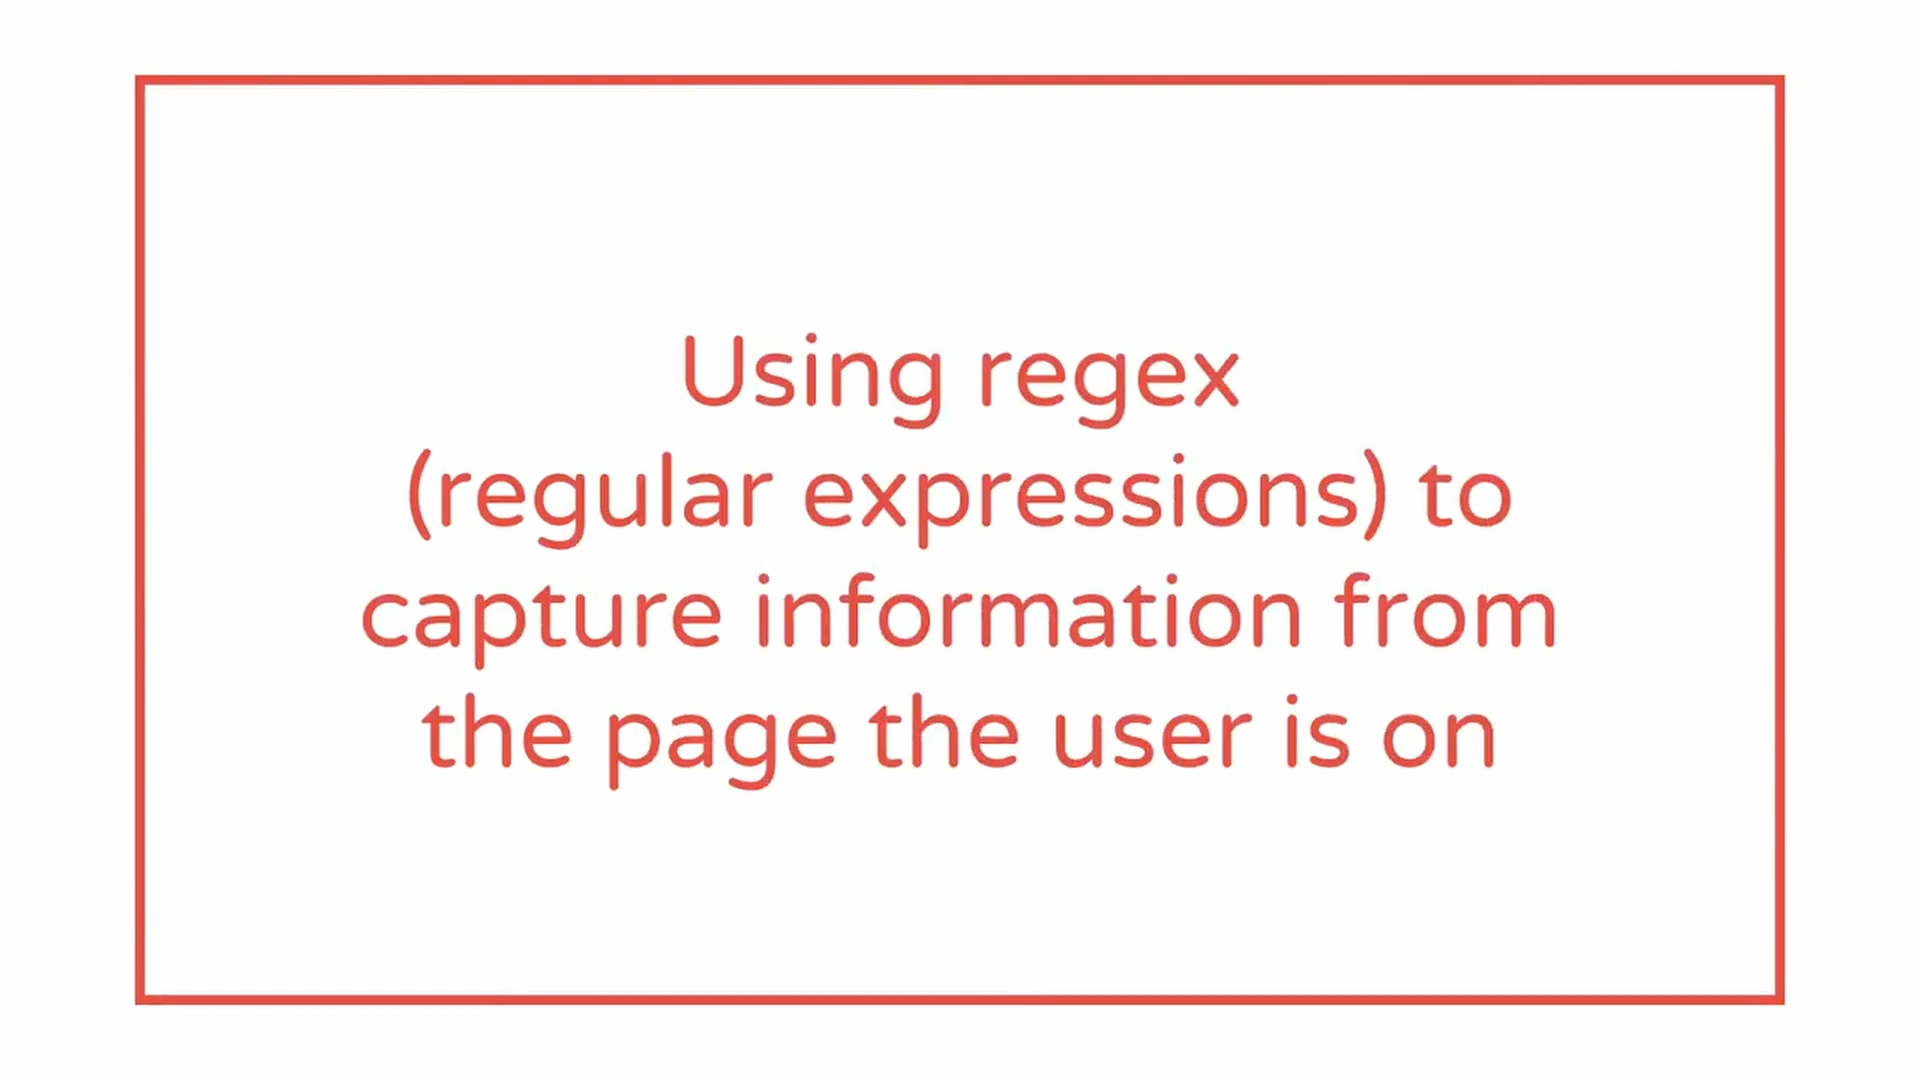 Using regex
(regular expressions) to
capture information from
the page the user is on